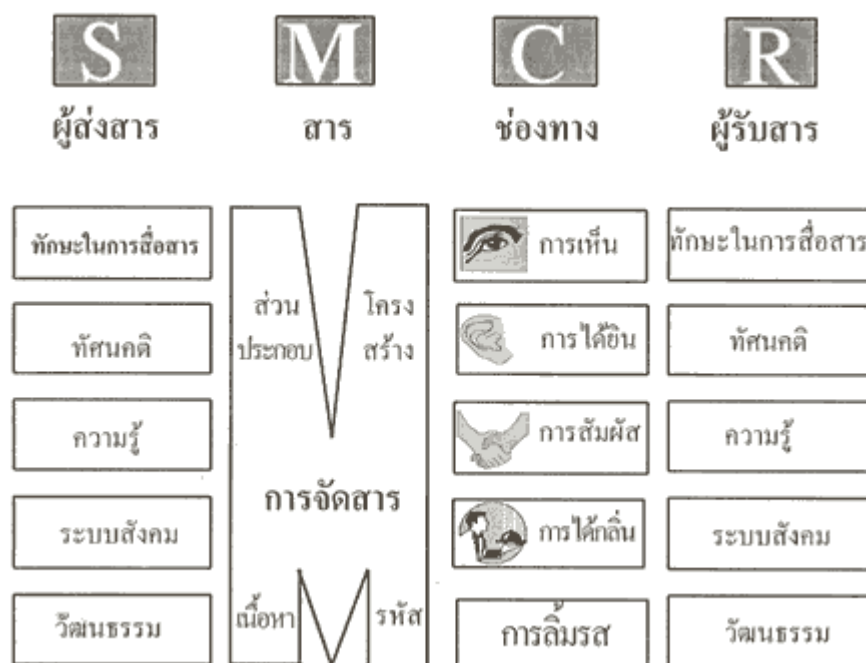 S M C R
ผู้ส่งสาร สาร ช่องทาง ผู้รับสาร
ทักษะในการสื่อสาร
ทัศนคติ
ความรู้
ระบบสังคม
วัฒนธรรม
ส่วน
ประกอบ
โครง
สร้าง
การจัดสาร
เนื้อหา
รหัส
การเห็น
การได้ยิน
การสัมผัส
การได้กลิ่น
การลิ้มรส
ทักษะในการสื่อสาร
ทัศนคติ
ความรู้
ระบบสังคม
วัฒนธรรม